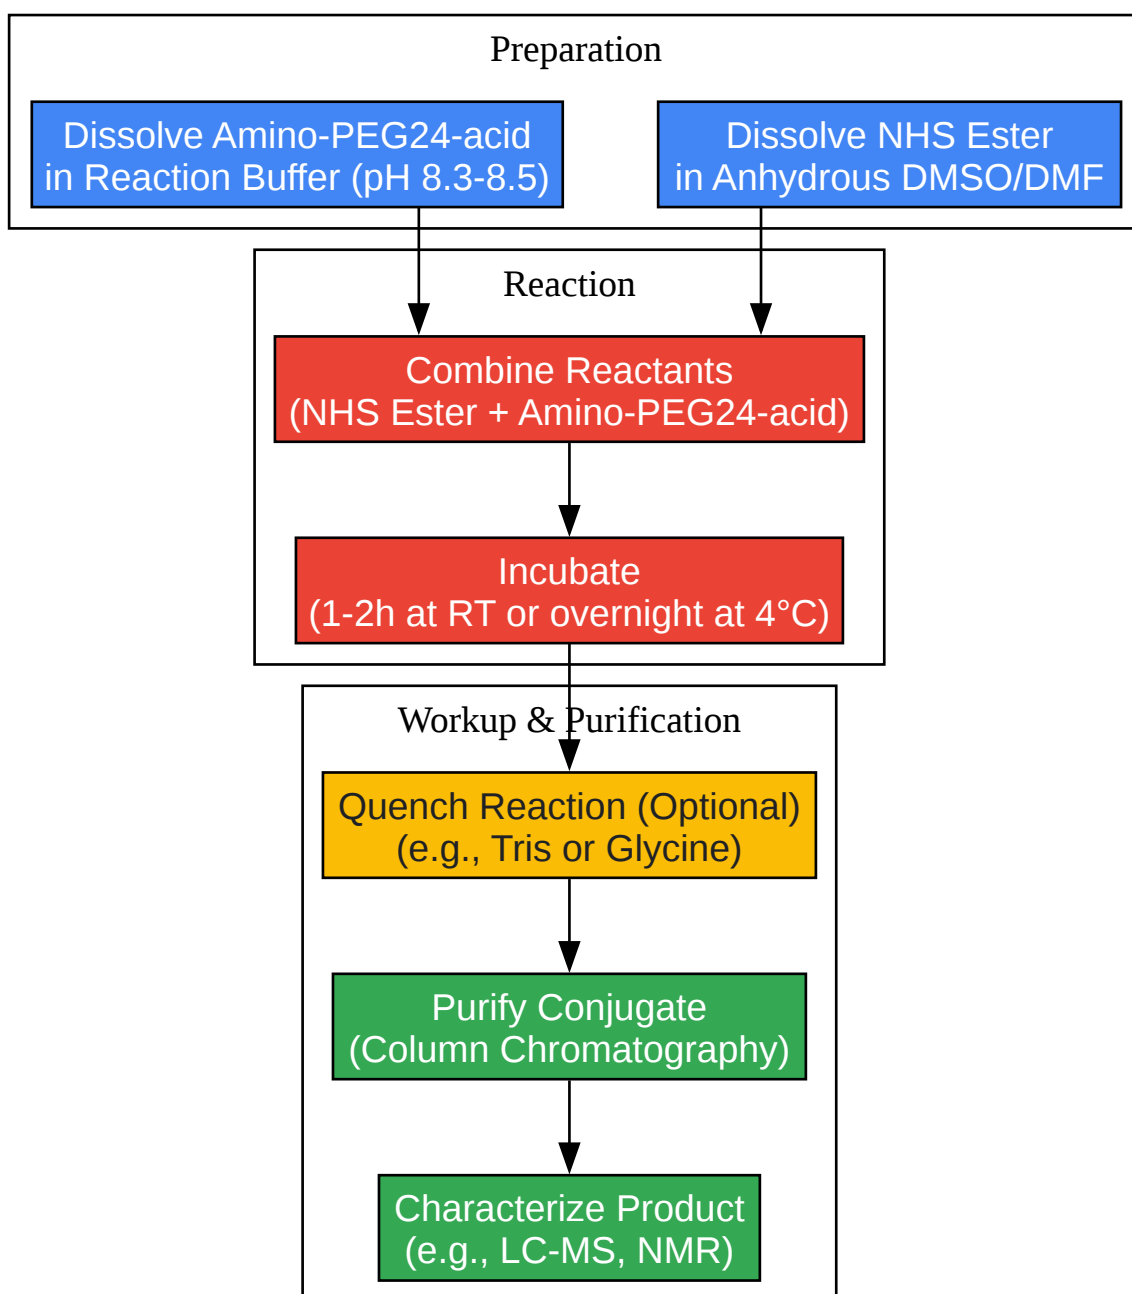 Preparation
Dissolve Amino-PEG24-acid
in Reaction Buffer (pH 8.3-8.5)
Dissolve NHS Ester
in Anhydrous DMSO/DMF
Reaction
Combine Reactants
(NHS Ester + Amino-PEG24-acid)
Incubate
(1-2h at RT or overnight at 4°C)
Workup & Purification
Quench Reaction (Optional)
(e.g., Tris or Glycine)
Purify Conjugate
(Column Chromatography)
Characterize Product
(e.g., LC-MS, NMR)